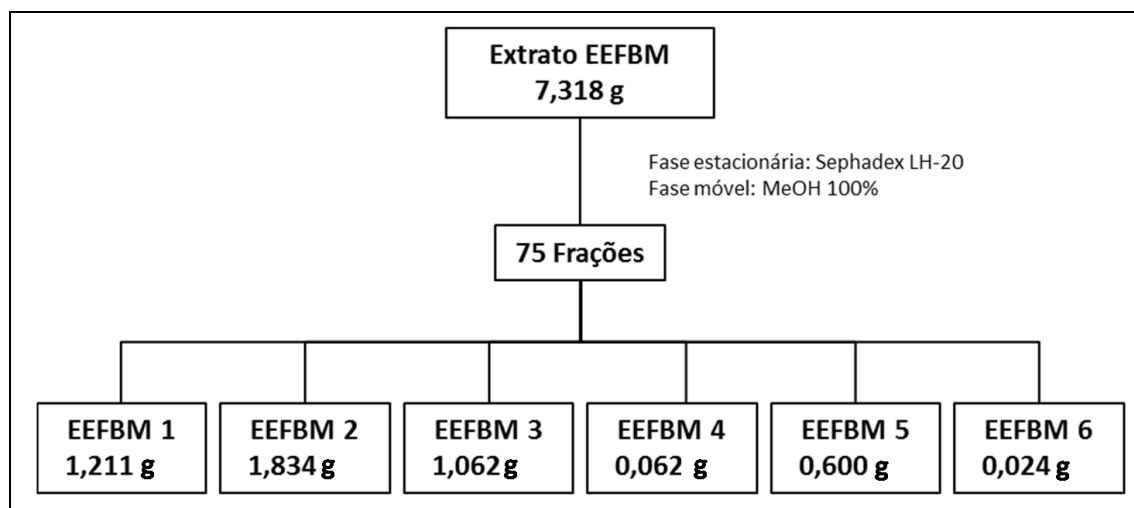 Extrato EEFBM
7,318 g
Fase estacionária: Sephadex LH-20
Fase móvel: MeOH 100%
75 Frações
EEFBM 1
1,211 g
EEFBM 2
1,834 g
EEFBM 3
1,062 g
EEFBM 4
0,062 g
EEFBM 5
0,600 g
EEFBM 6
0,024 g